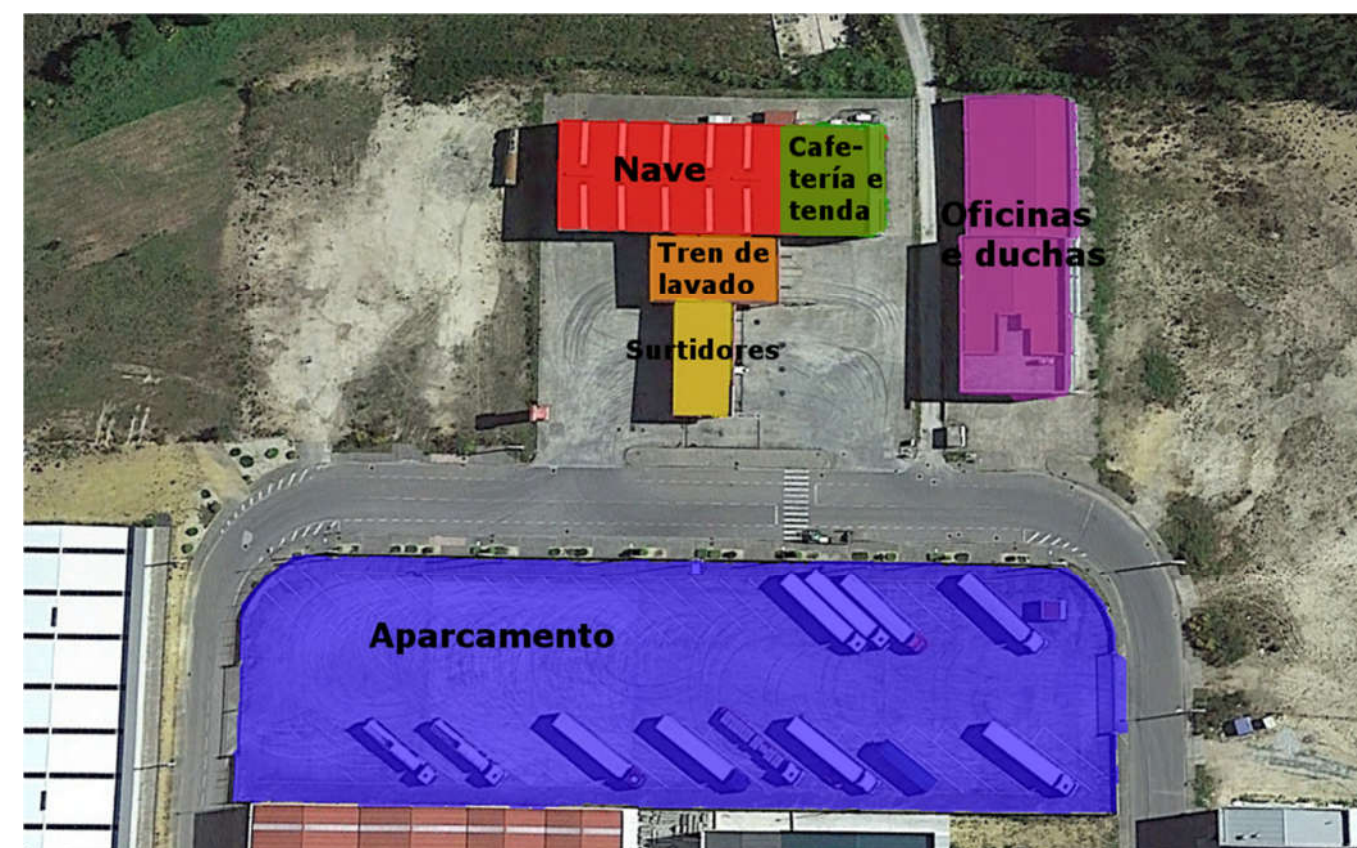 Nave
Cafe-
tería e
tenda
Oficinas
e duchas
Tren de
lavado
Surtidores
Aparcamento